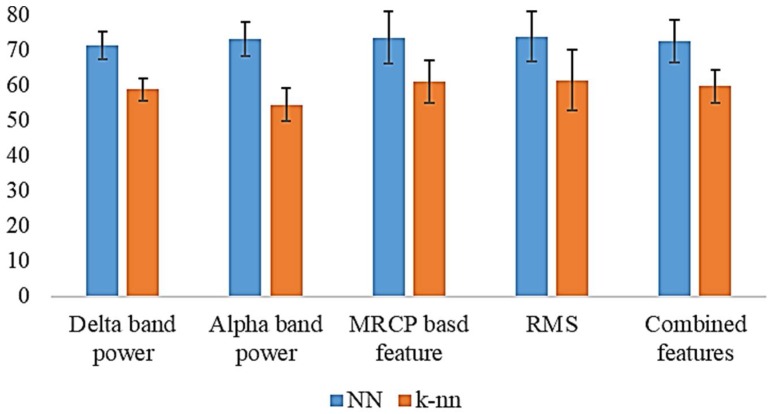 80
70
60
50
40
30
20
10
0
Delta band power
Alpha band power
MRCP basd feature
RMS
Combined features
NN k-nn